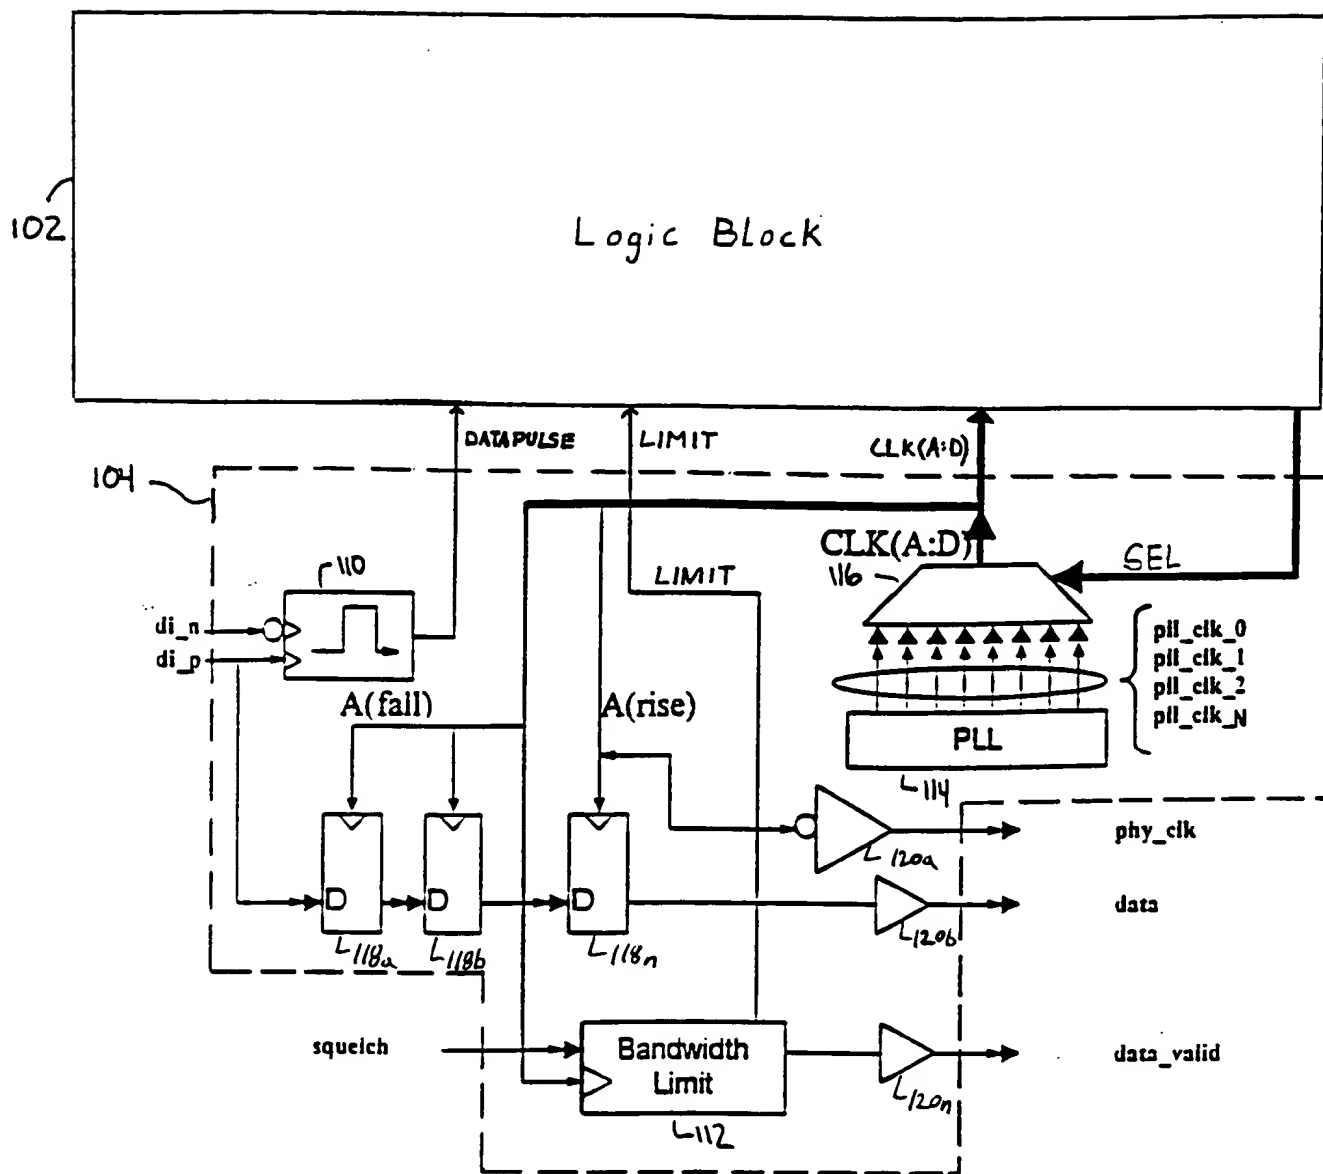 102
Logic Block
DATAPULSE
LIMIT
CLK(A:D)
104
CLK(A:D)
SEL
110
116
LIMIT
di_n
di_p
pll_clk_0
pll_clk_1
pll_clk_2
pll_clk_N
A(fall)
A(rise)
PLL
114
phy_clk
120a
D
D
D
data
118a
118b
118n
120b
squelch
Bandwidth
Limit
data_valid
120n
112